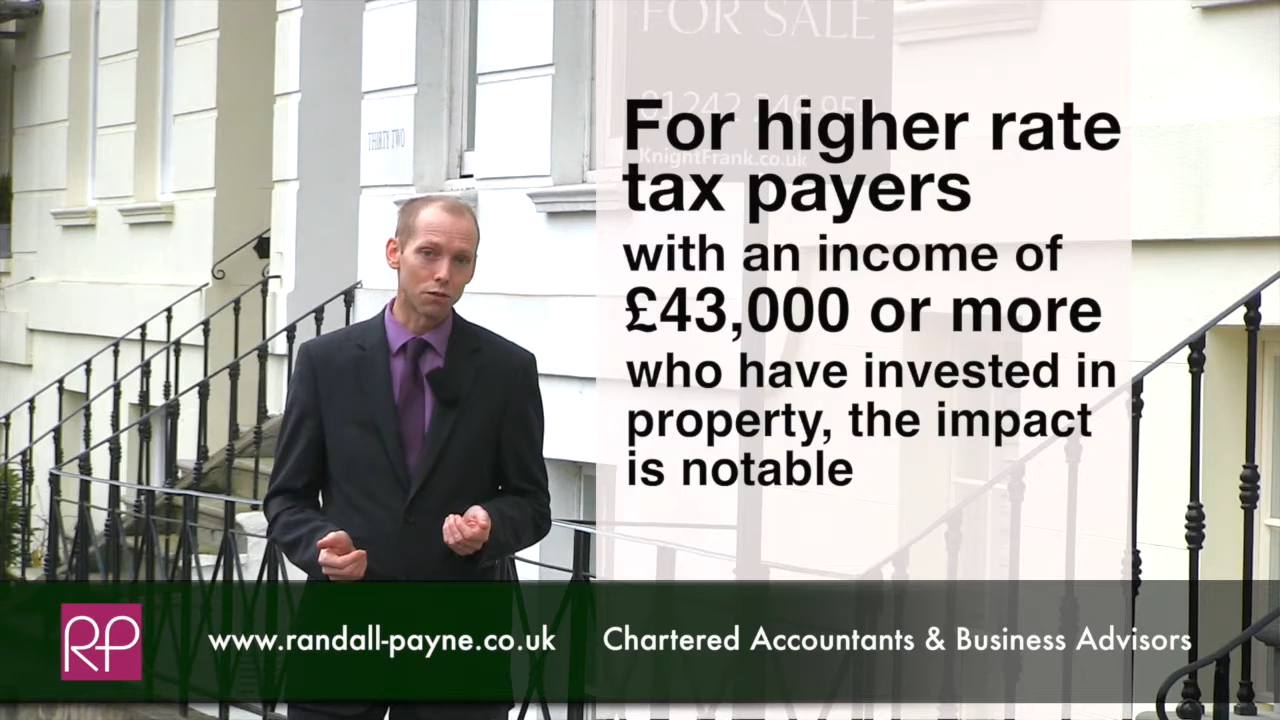 FOR SALE
KnightFrank.co.uk
THIRTY TWO
For higher rate
tax payers
with an income of
£43,000 or more
who have invested in
property, the impact
is notable
RP
www.randall-payne.co.uk Chartered Accountants & Business Advisors